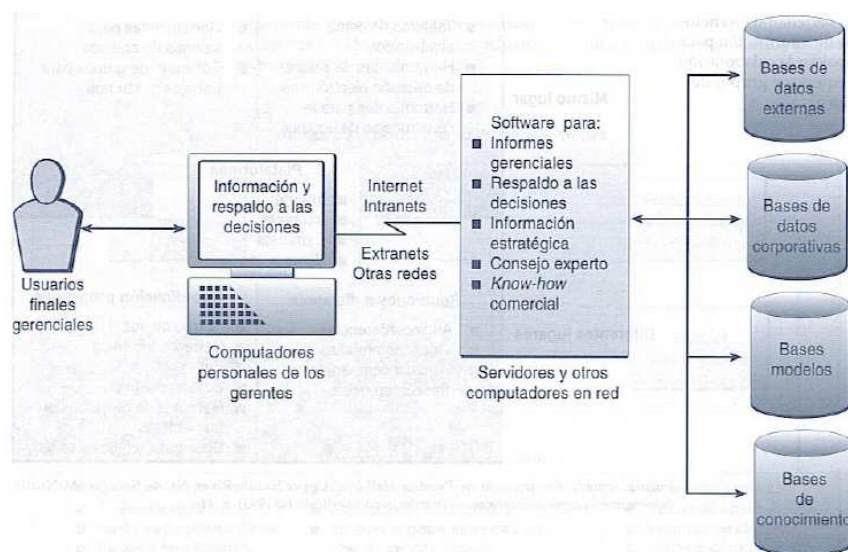 Usuarios
finales
gerenciales
Información y
respaldo a las
decisiones
Computadores
personales de los
gerentes
Internet
Intranets
Extranets
Otras redes
Software para:
Informes
gerenciales
Respaldo a las
decisiones
Información
estratégica
Consejo experto
Know-how
comercial
Servidores y otros
computadores en red
Bases de
datos
externas
Bases de
datos
corporativas
Bases
modelos
Bases
de
conocimiento